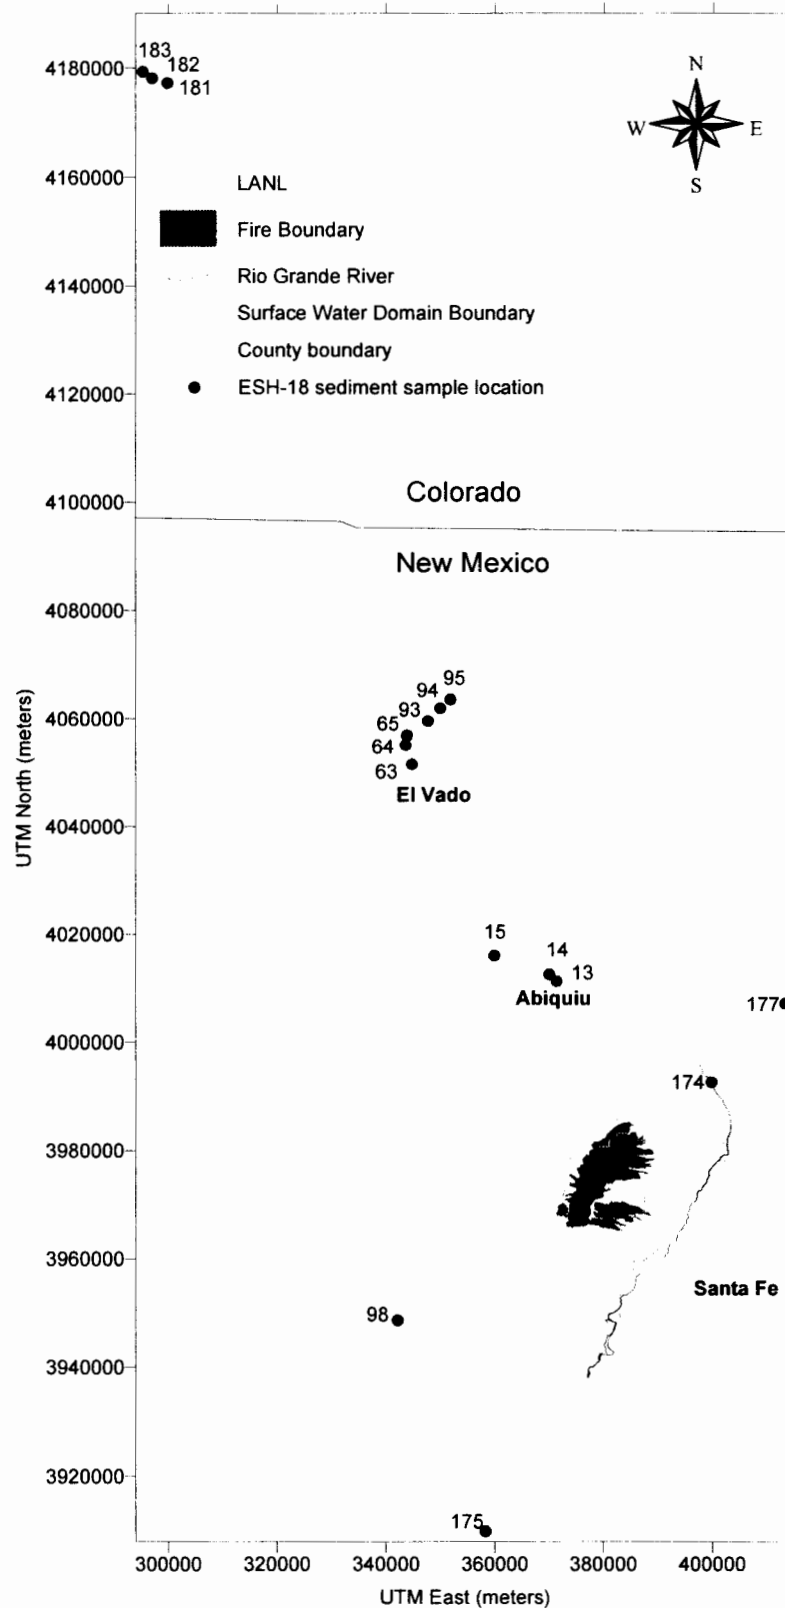 183
182
181
4180000
N
W
E
S
4160000
LANL
Fire Boundary
Rio Grande River
4140000
Surface Water Domain Boundary
County boundary
ESH-18 sediment sample location
4120000
4100000
Colorado
New Mexico
4080000
95
94
93
65
64
63
4060000
El Vado
4040000
UTM North (meters)
4020000
15
14
13
Abiquiu
177
4000000
174
3980000
3960000
Santa Fe
98
3940000
3920000
175
300000 320000 340000 360000 380000 400000
UTM East (meters)